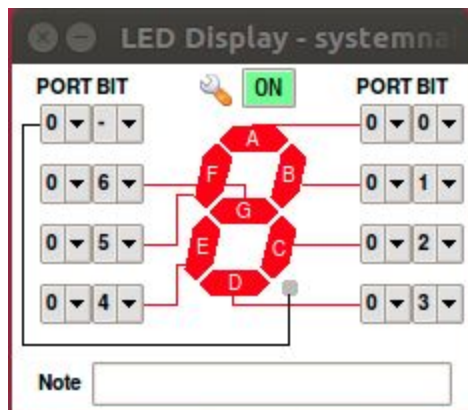 LED Display - systemna
PORT BIT ON PORT BIT
0 - A 0 0
0 6 F B 0 1
G
0 5 E C 0 2
0 4 D 0 3
Note